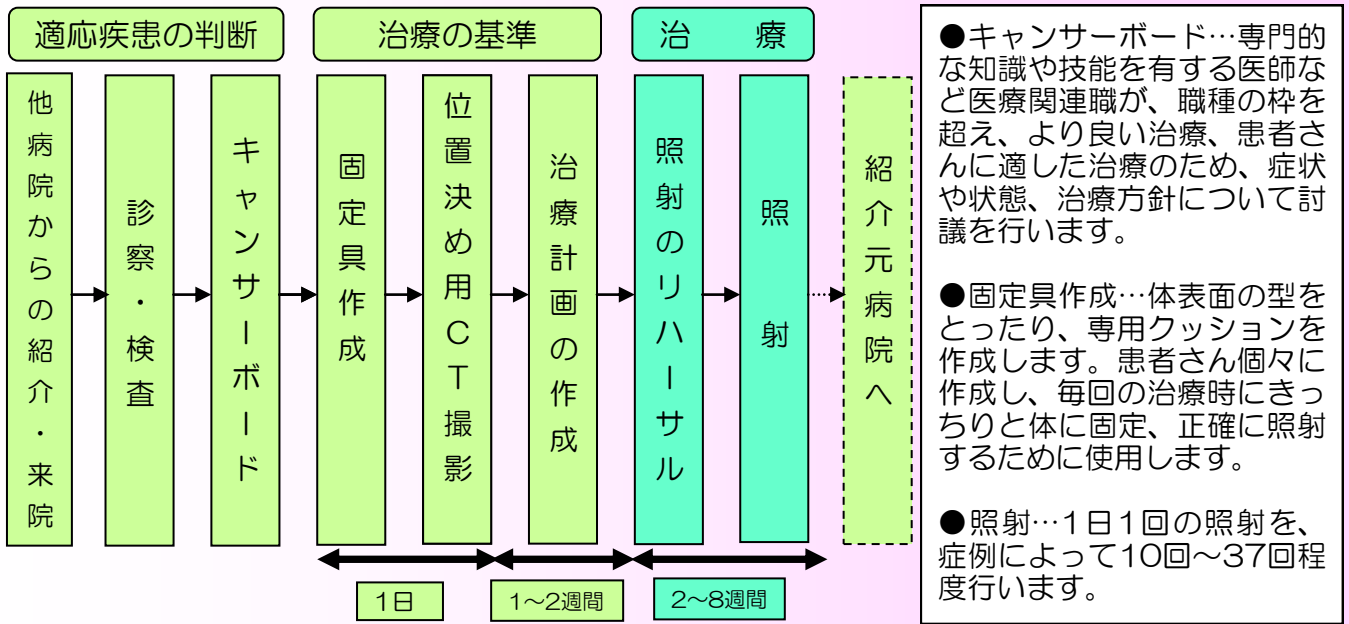 適応疾患の判断
治療の基準
治　療
他病院からの紹介・来院
診察・検査
キャンサーボード
固定具作成
位置決め用CT撮影
治療計画の作成
照射のリハーサル
照射
紹介元病院へ
1日
1～2週間
2～8週間
●キャンサーボード…専門的
な知識や技能を有する医師な
ど医療関連職が、職種の枠を
超え、より良い治療、患者さ
んに適した治療のため、症状
や状態、治療方針について討
議を行います。
●固定具作成…体表面の型を
とったり、専用クッションを
作成します。患者さん個々に
作成し、毎回の治療時にきっ
ちりと体に固定、正確に照射
するために使用します。
●照射…1日1回の照射を、
症例によって10回～37回程
度行います。